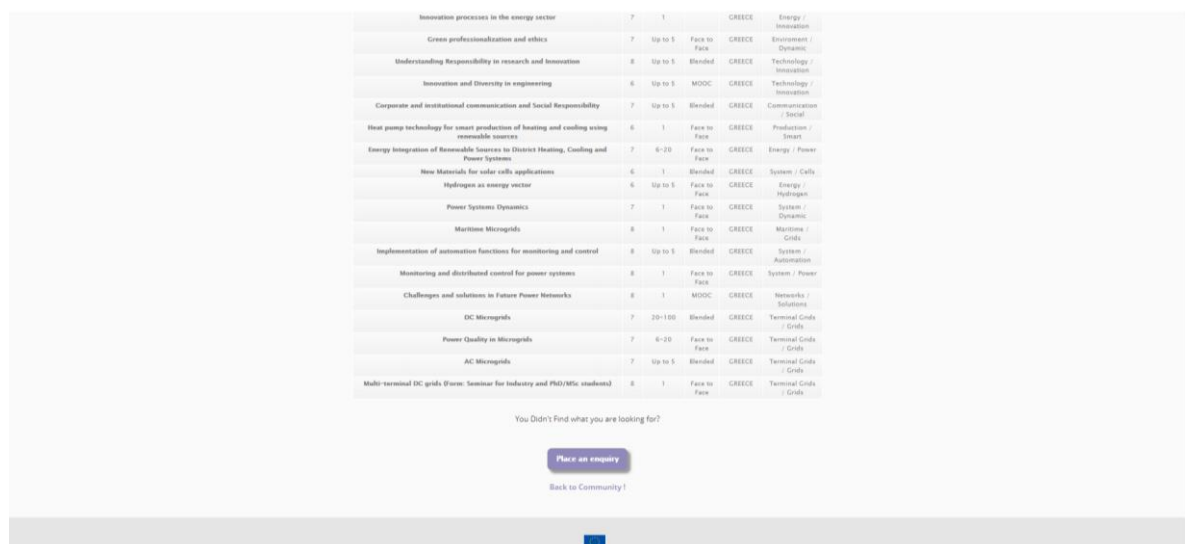 Innovation processes in the energy sector 7 1 GREECE Energy /
Innovation
Green professionalization and ethics 7 Up to 5 Face to GREECE Enviroment /
Face Dynamic
Understanding Responsibility in research and Innovation 8 Up to 5 Blended GREECE Technology /
Innovation
Innovation and Diversity in engineering 6 Up to 5 MOOC GREECE Technology /
Innovation
Corporate and institutional communication and Social Responsibility 7 Up to 5 Blended GREECE Communication
/ Social
Heat pump technology for smart production of heating and cooling using 6 1 Face to GREECE Production /
renewable sources Face Smart
Energy Integration of Renewable Sources to District Heating, Cooling and 7 6-20 Face to GREECE Energy / Power
Power Systems Face
New Materials for solar cells applications 6 1 Blended GREECE System / Cells
Hydrogen as energy vector 6 Up to 5 Face to GREECE Energy /
Face Hydrogen
Power Systems Dynamics 7 1 Face to GREECE System /
Face Dynamic
Maritime Microgrids 8 1 Face to GREECE Maritime /
Face Grids
Implementation of automation functions for monitoring and control 8 Up to 5 Blended GREECE System /
Automation
Monitoring and distributed control for power systems 8 1 Face to GREECE System / Power
Face
Challenges and solutions in Future Power Networks 8 1 MOOC GREECE Networks /
Solutions
DC Microgrids 7 20-100 Blended GREECE Terminal Grids
/ Grids
Power Quality in Microgrids 7 6-20 Face to GREECE Terminal Grids
Face / Grids
AC Microgrids 7 Up to 5 Blended GREECE Terminal Grids
/ Grids
Multi-terminal DC grids (Form: Seminar for Industry and PhD/MSc students) 8 1 Face to GREECE Terminal Grids
Face / Grids
You Didn't Find what you are looking for?
Place an enquiry
Back to Community !